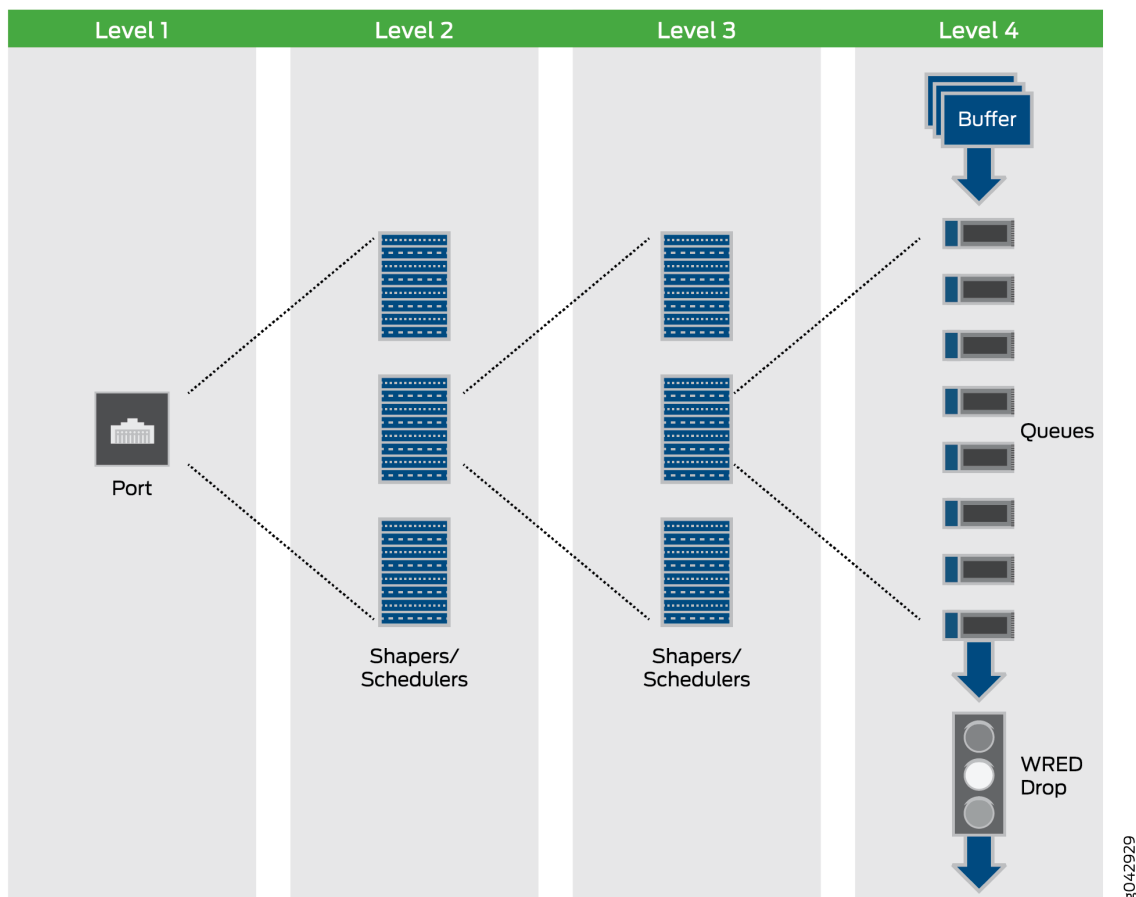 Level 1
Level 2
Level 3
Level 4
Buffer
Port
Queues
Shapers/
Schedulers
Shapers/
Schedulers
WRED
Drop
g042929